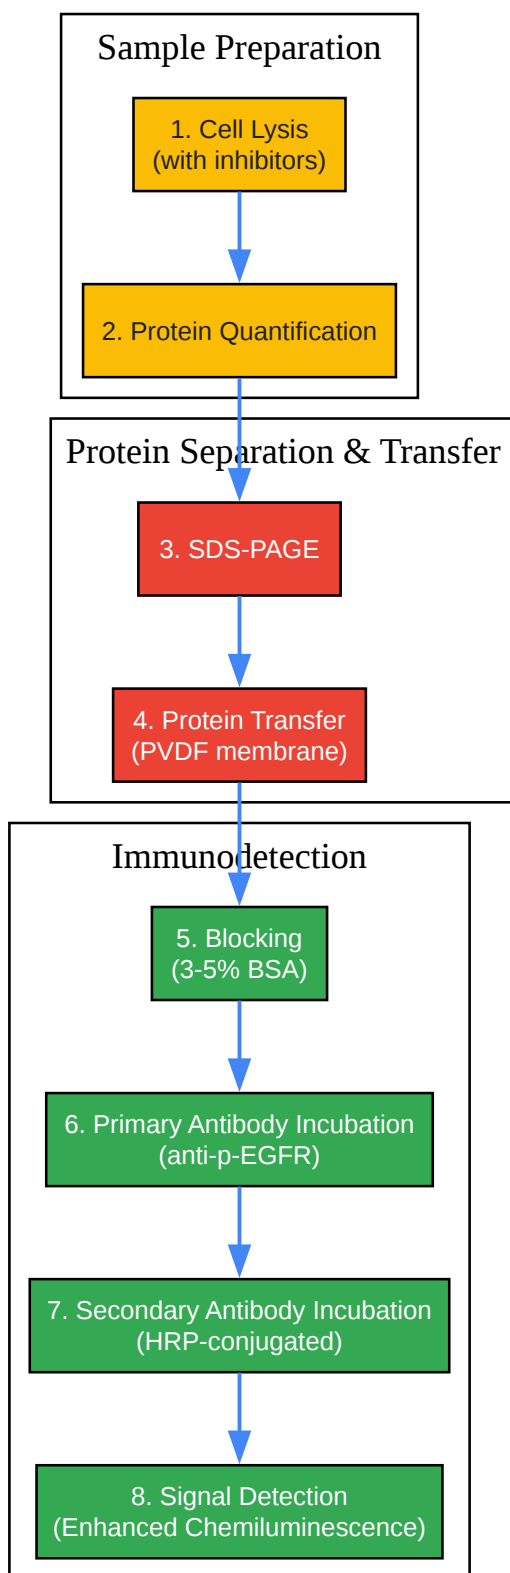 Sample Preparation
1. Cell Lysis
(with inhibitors)
2. Protein Quantification
Protein Separation & Transfer
3. SDS-PAGE
4. Protein Transfer
(PVDF membrane)
Immunodetection
5. Blocking
(3-5% BSA)
6. Primary Antibody Incubation
(anti-p-EGFR)
7. Secondary Antibody Incubation
(HRP-conjugated)
8. Signal Detection
(Enhanced Chemiluminescence)